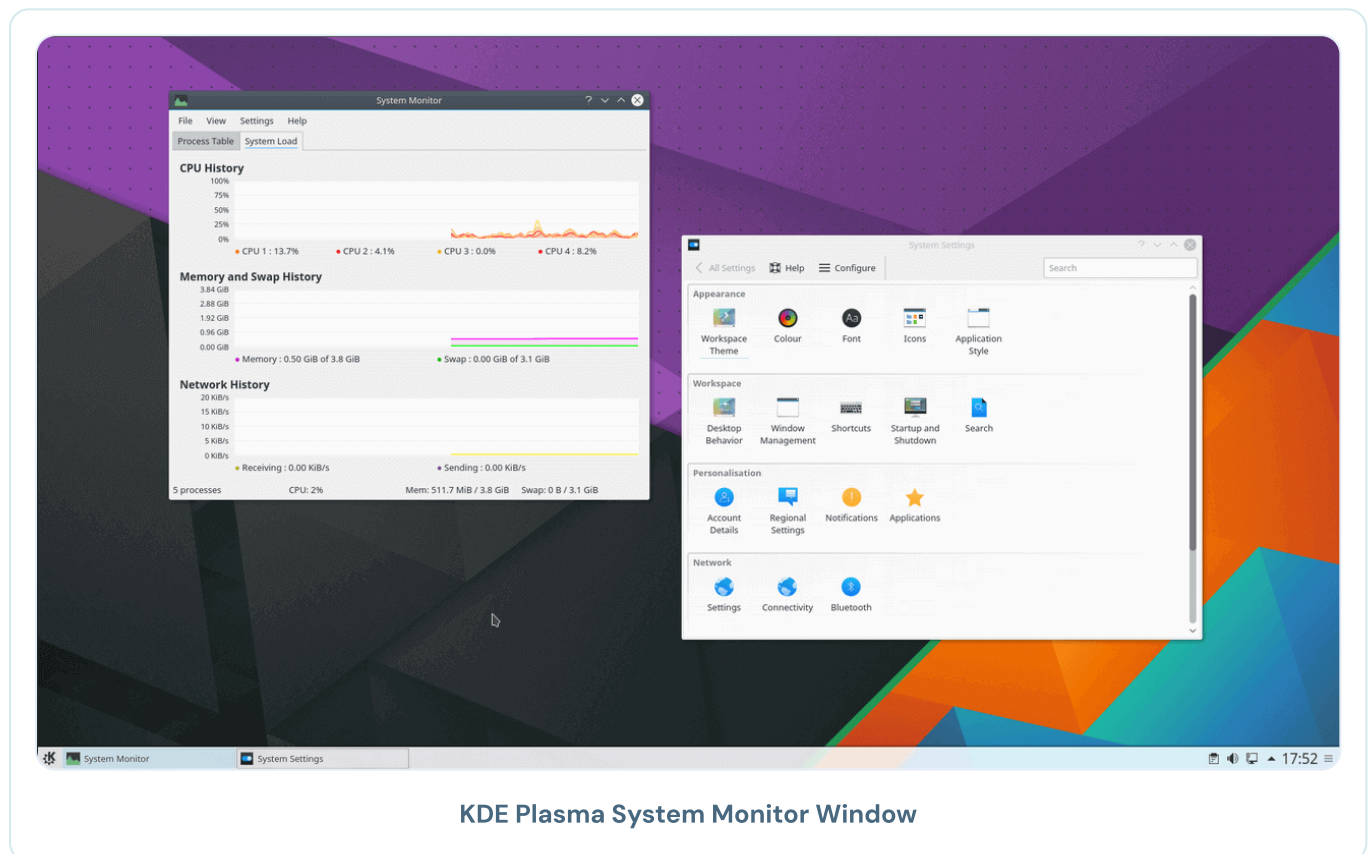 System Monitor
File View Settings Help
Process Table System Load
CPU History
100%
75%
50%
25%
0%
CPU 1 : 13.7% CPU 2 : 4.1% CPU 3 : 0.0% CPU 4 : 8.2%
Memory and Swap History
3.84 GiB
2.88 GiB
1.92 GiB
0.96 GiB
0.00 GiB
Memory : 0.50 GiB of 3.8 GiB Swap : 0.00 GiB of 3.1 GiB
Network History
20 KiB/s
15 KiB/s
10 KiB/s
5 KiB/s
0 KiB/s
Receiving : 0.00 KiB/s Sending : 0.00 KiB/s
5 processes CPU: 2% Mem: 511.7 MiB / 3.8 GiB Swap: 0 B / 3.1 GiB
System Settings
All Settings Help Configure Search
Appearance
Workspace Theme
Colour
Aa
Font
Icons
Application Style
Workspace
Desktop Behavior
Window Management
Shortcuts
Startup and Shutdown
Search
Personalisation
Account Details
Regional Settings
Notifications
Applications
Network
Settings
Connectivity
Bluetooth
System Monitor System Settings 17:52
KDE Plasma System Monitor Window